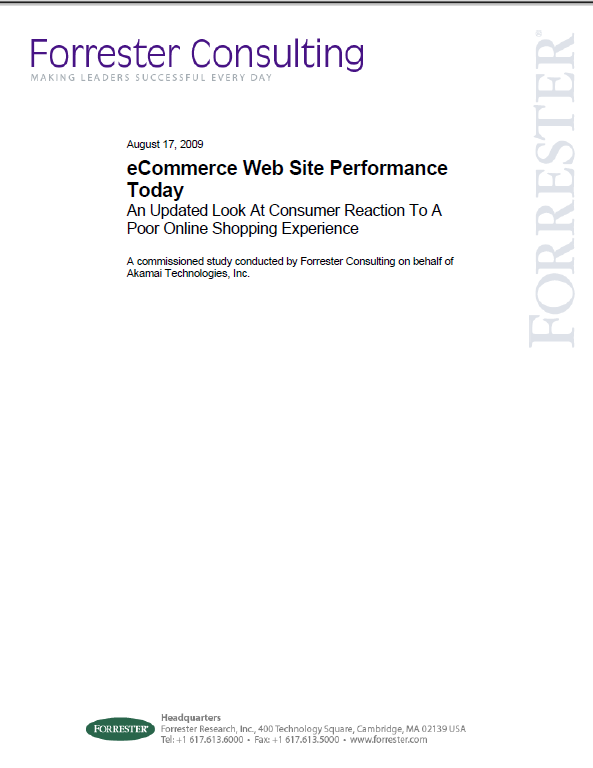 Forrester Consulting
MAKING LEADERS SUCCESSFUL EVERY DAY
FORRESTER®
August 17, 2009
eCommerce Web Site Performance
Today
An Updated Look At Consumer Reaction To A
Poor Online Shopping Experience
A commissioned study conducted by Forrester Consulting on behalf of
Akamai Technologies, Inc.
FORRESTER®
Headquarters
Forrester Research, Inc., 400 Technology Square, Cambridge, MA 02139 USA
Tel: +1 617.613.6000 • Fax: +1 617.613.5000 • www.forrester.com